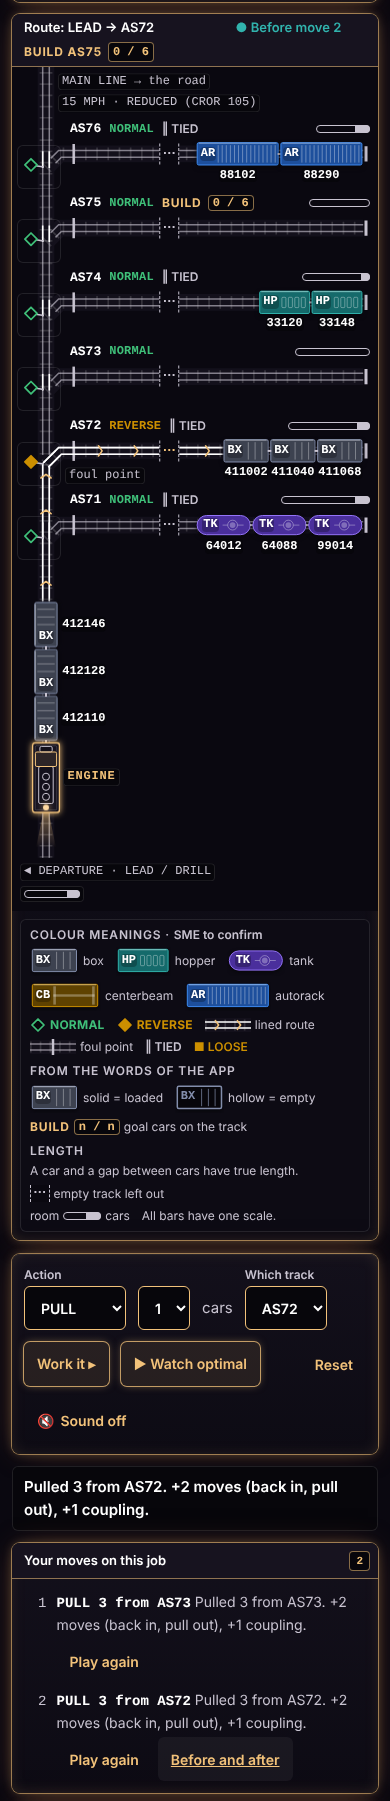 Route: LEAD → AS72 ● Before move 2
BUILD AS75 0 / 6
MAIN LINE → the road
15 MPH · REDUCED (CROR 105)
AS76 NORMAL ‖ TIED
AR AR
88102 88290
AS75 NORMAL BUILD 0 / 6
AS74 NORMAL ‖ TIED
HP HP
33120 33148
AS73 NORMAL
AS72 REVERSE ‖ TIED
BX BX BX
foul point 411002 411040 411068
AS71 NORMAL ‖ TIED
TK TK TK
64012 64088 99014
BX 412146
BX 412128
BX 412110
ENGINE
◄ DEPARTURE · LEAD / DRILL
COLOUR MEANINGS · SME to confirm
BX box HP hopper TK tank
CB centerbeam AR autorack
NORMAL REVERSE lined route
foul point ‖ TIED ■ LOOSE
FROM THE WORDS OF THE APP
BX solid = loaded BX hollow = empty
BUILD n / n goal cars on the track
LENGTH
A car and a gap between cars have true length.
empty track left out
room cars All bars have one scale.
Action Which track
PULL 1 cars AS72
Work it ▸ ▶ Watch optimal Reset
🔇 Sound off
Pulled 3 from AS72. +2 moves (back in, pull
out), +1 coupling.
Your moves on this job 2
1 PULL 3 from AS73 Pulled 3 from AS73. +2
moves (back in, pull out), +1 coupling.
Play again
2 PULL 3 from AS72 Pulled 3 from AS72. +2
moves (back in, pull out), +1 coupling.
Play again Before and after